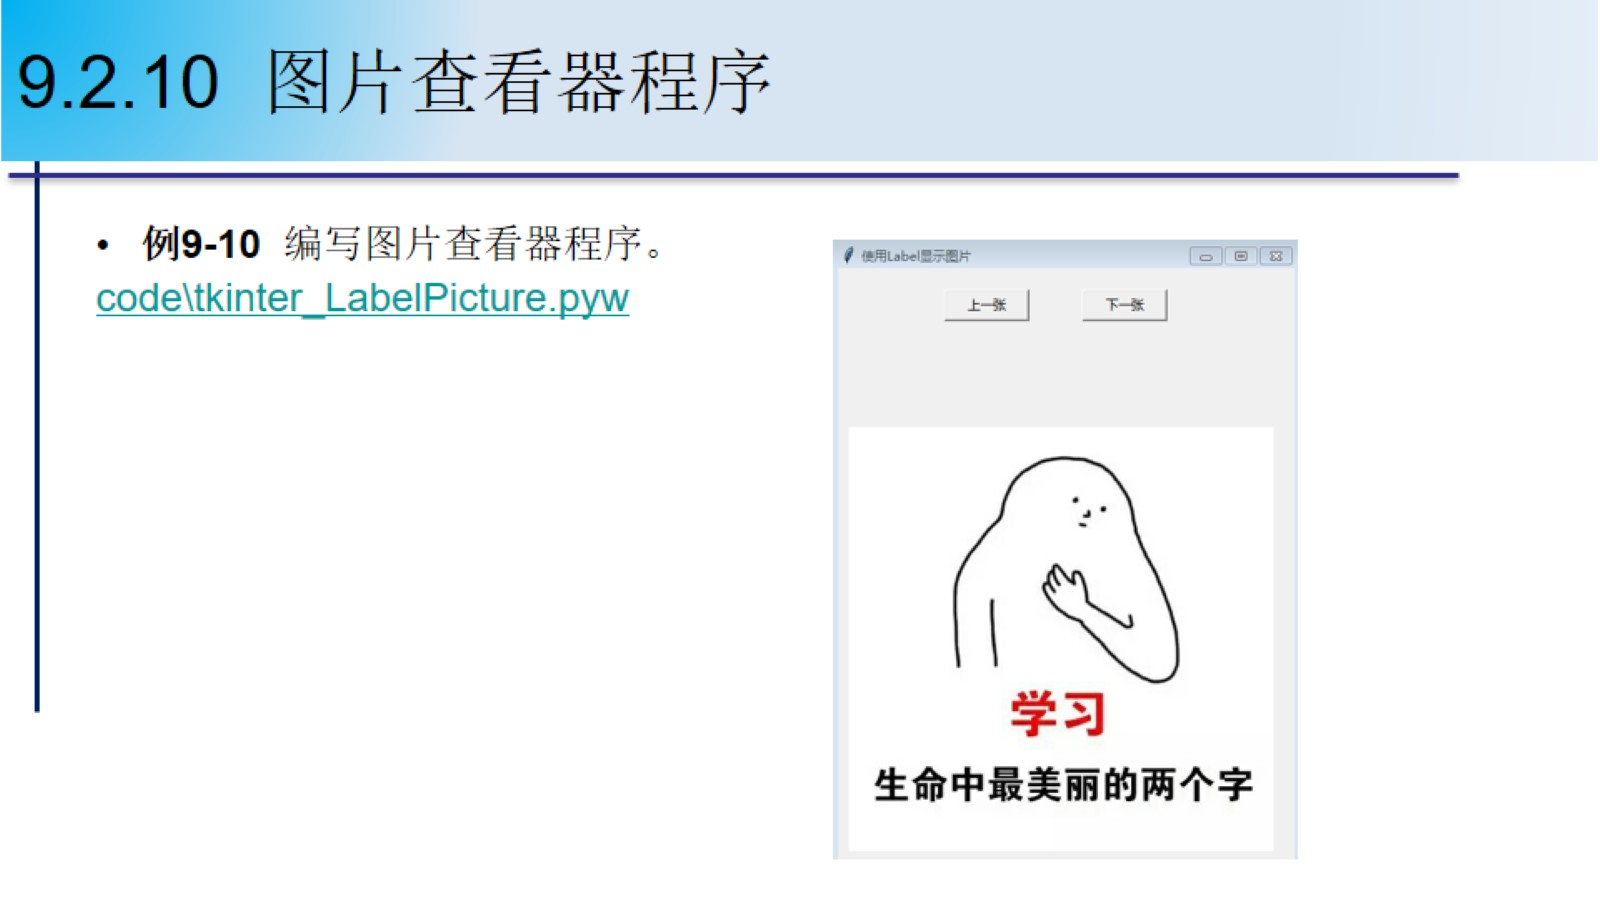 9.2.10 图片查看器程序
• 例9-10 编写图片查看器程序。
code\tkinter_LabelPicture.pyw
使用Label显示图片
上一张 下一张
学习
生命中最美丽的两个字